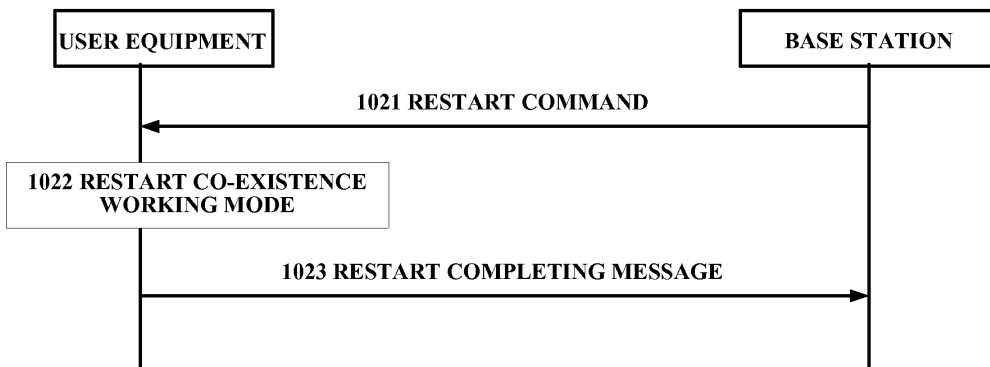 USER EQUIPMENT
BASE STATION
1021 RESTART COMMAND
1022 RESTART CO-EXISTENCE
WORKING MODE
1023 RESTART COMPLETING MESSAGE